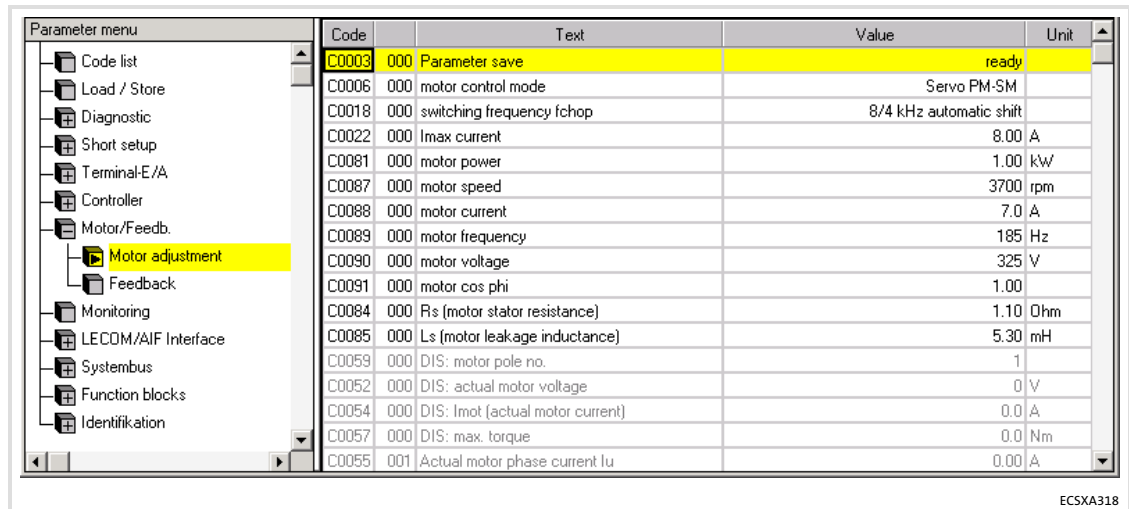 Parameter menu
Code list
Load / Store
Diagnostic
Short setup
Terminal-E/A
Controller
Motor/Feedb.
Motor adjustment
Feedback
Monitoring
LECOM/AIF Interface
Systembus
Function blocks
Identifikation
Code Text Value Unit
C0003 000 Parameter save ready
C0006 000 motor control mode Servo PM-SM
C0018 000 switching frequency fchop 8/4 kHz automatic shift
C0022 000 Imax current 8.00 A
C0081 000 motor power 1.00 kW
C0087 000 motor speed 3700 rpm
C0088 000 motor current 7.0 A
C0089 000 motor frequency 185 Hz
C0090 000 motor voltage 325 V
C0091 000 motor cos phi 1.00
C0084 000 Rs (motor stator resistance) 1.10 Ohm
C0085 000 Ls (motor leakage inductance) 5.30 mH
C0059 000 DIS: motor pole no. 1
C0052 000 DIS: actual motor voltage 0 V
C0054 000 DIS: Imot (actual motor current) 0.0 A
C0057 000 DIS: max. torque 0.0 Nm
C0055 001 Actual motor phase current Iu 0.00 A
ECSXA318